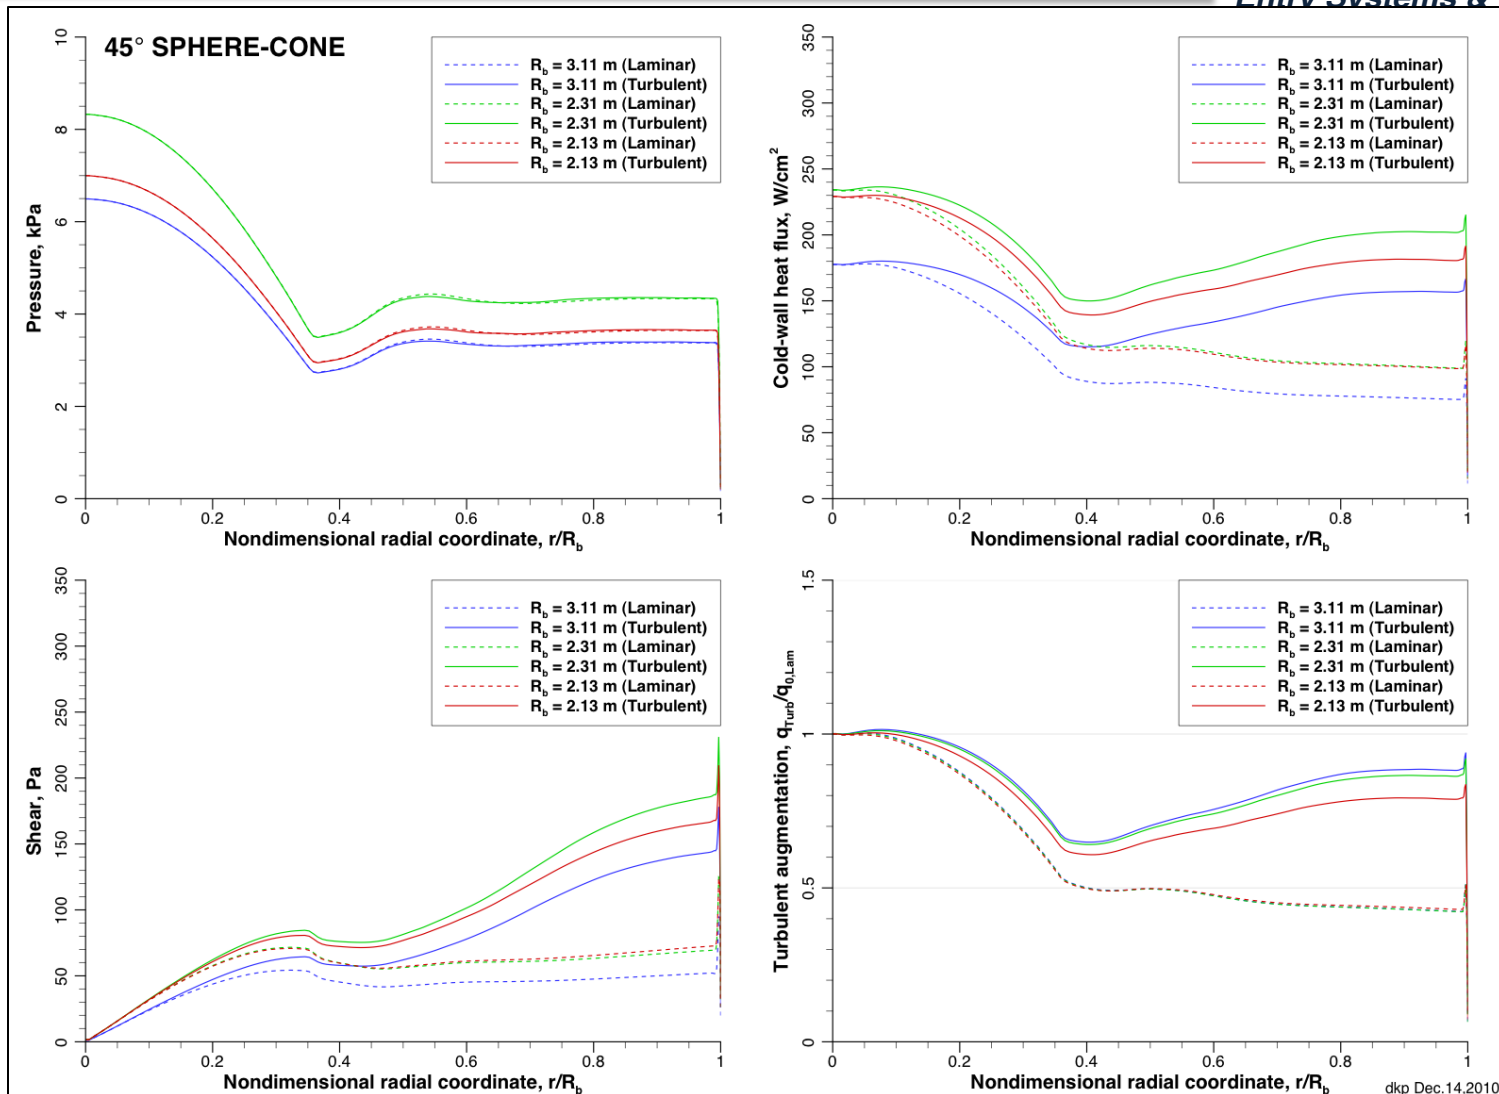 Entry Systems &
45° SPHERE-CONE
R_b = 3.11 m (Laminar)
R_b = 3.11 m (Turbulent)
R_b = 2.31 m (Laminar)
R_b = 2.31 m (Turbulent)
R_b = 2.13 m (Laminar)
R_b = 2.13 m (Turbulent)
10
8
6
4
2
0
Pressure, kPa
0 0.2 0.4 0.6 0.8 1
Nondimensional radial coordinate, r/R_b
R_b = 3.11 m (Laminar)
R_b = 3.11 m (Turbulent)
R_b = 2.31 m (Laminar)
R_b = 2.31 m (Turbulent)
R_b = 2.13 m (Laminar)
R_b = 2.13 m (Turbulent)
350
300
250
200
150
100
50
0
Cold-wall heat flux, W/cm²
0 0.2 0.4 0.6 0.8 1
Nondimensional radial coordinate, r/R_b
R_b = 3.11 m (Laminar)
R_b = 3.11 m (Turbulent)
R_b = 2.31 m (Laminar)
R_b = 2.31 m (Turbulent)
R_b = 2.13 m (Laminar)
R_b = 2.13 m (Turbulent)
350
300
250
200
150
100
50
0
Shear, Pa
0 0.2 0.4 0.6 0.8 1
Nondimensional radial coordinate, r/R_b
R_b = 3.11 m (Laminar)
R_b = 3.11 m (Turbulent)
R_b = 2.31 m (Laminar)
R_b = 2.31 m (Turbulent)
R_b = 2.13 m (Laminar)
R_b = 2.13 m (Turbulent)
1.5
1
0.5
0
Turbulent augmentation, q_Turb/q_0,Lam
0 0.2 0.4 0.6 0.8 1
Nondimensional radial coordinate, r/R_b
dkp Dec.14.2010